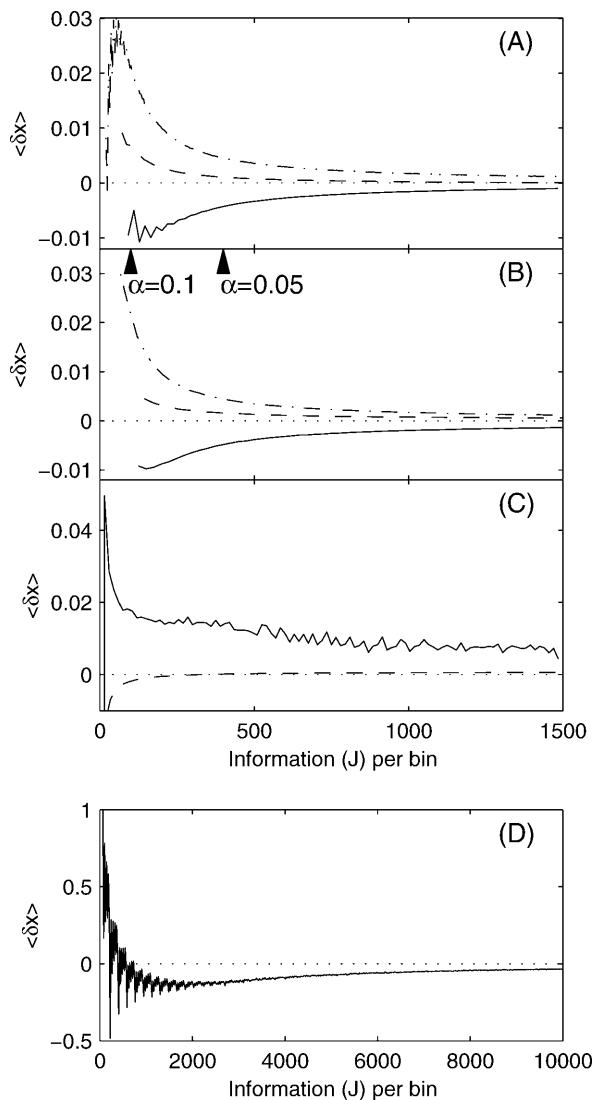 (A)
0.03
0.02
0.01
0
−0.01
<δx>
α=0.1 α=0.05
(B)
0.03
0.02
0.01
0
−0.01
<δx>
(C)
0.04
0.02
0
<δx>
0 500 1000 1500
Information (J) per bin
(D)
1
0.5
0
−0.5
<δx>
0 2000 4000 6000 8000 10000
Information (J) per bin